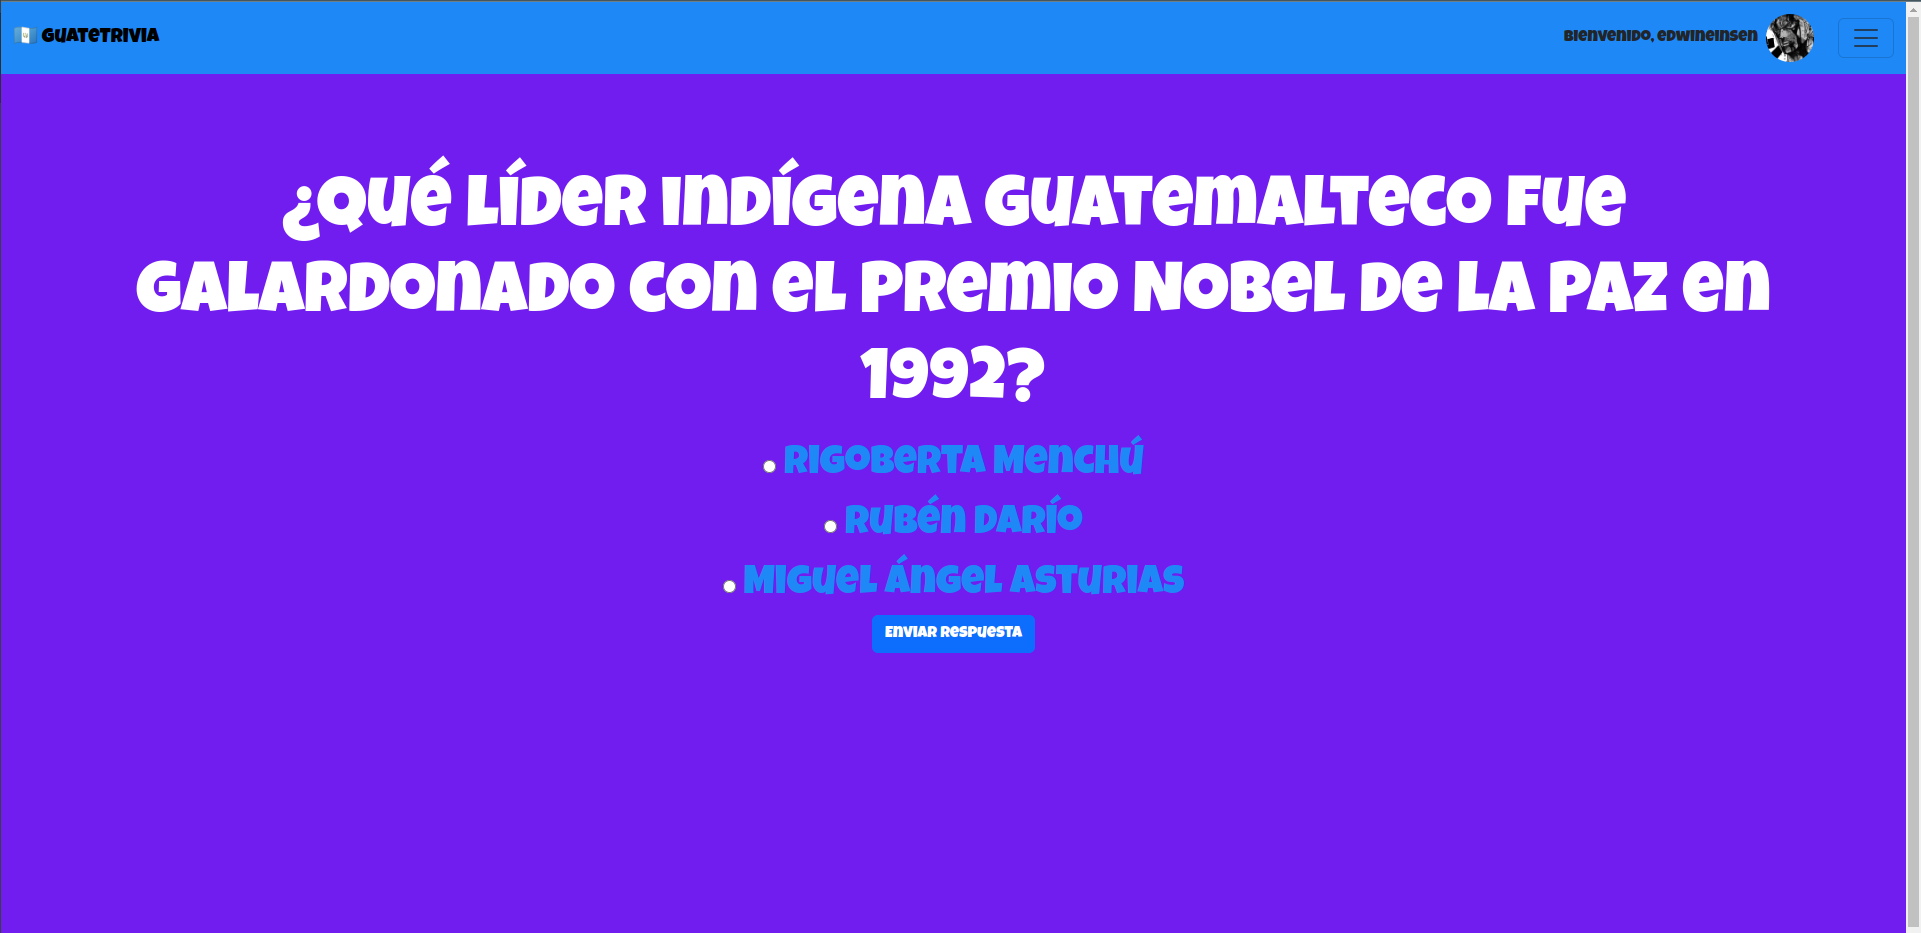 GuateTrivia
Bienvenido, edwineinsen
¿Qué líder indígena guatemalteco fue
galardonado con el Premio Nobel de la Paz en
1992?
Rigoberta Menchú
Rubén Darío
Miguel Ángel Asturias
Enviar respuesta